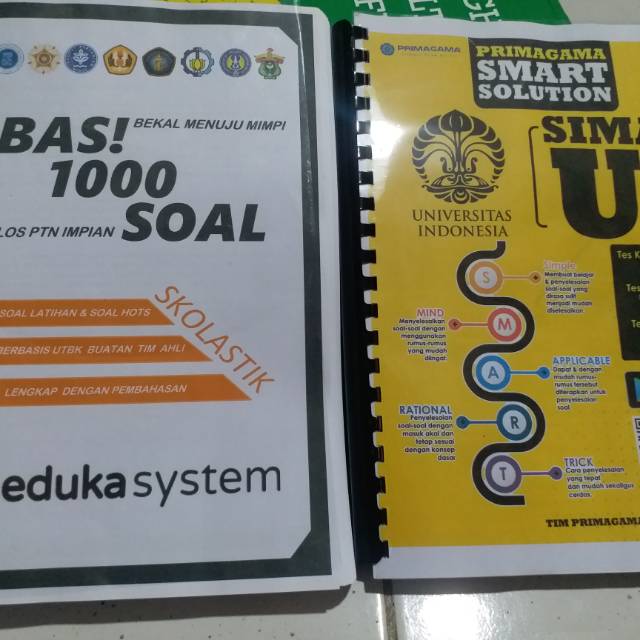 BAS! BEKAL MENUJU MIMPI
1000
LOS PTN IMPIAN SOAL
SOAL LATIHAN & SOAL HOTS
BERBASIS UTBK BUATAN TIM AHLI
LENGKAP DENGAN PEMBAHASAN
SKOLASTIK
eduka system
PRIMAGAMA
PRIMAGAMA
SMART
SOLUTION
UNIVERSITAS
INDONESIA
SIMA
U
Tes K
Tes
Te
S
Simple
Membuat belajar
& penyelesaian
soal-soal yang
dirasa sulit
menjadi mudah
diselesaikan
M
MIND
Menyelesaikan
soal-soal dengan
menggunakan
rumus-rumus
yang mudah
diingat
A
APPLICABLE
Dapat & dengan
mudah rumus-
rumus tersebut
diterapkan untuk
penyelesaian
soal
R
RATIONAL
Penyelesaian
soal-soal dengan
masuk akal dan
tetap sesuai
dengan konsep
dasar
T
TRICK
Cara penyelesaian
yang tepat
dan mudah sekaligus
cerdas.
TIM PRIMAGAMA